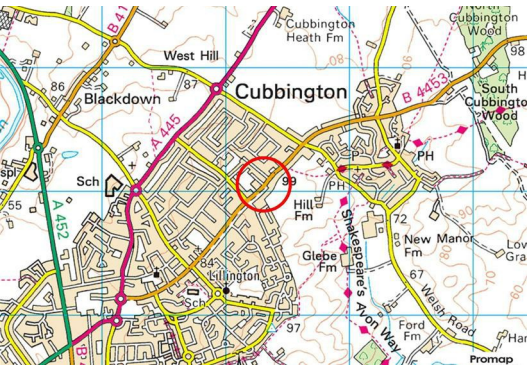 B 41
Cubbington
Heath Fm
Cubbington
Wood
98
West Hill
86
87
Cubbington
B 4453
South
Cubbingto
Wood
Blackdown
A 445
PH
P
99
PH
Sch
55
A 452
Hill
Fm
72
New Manor
Fm
Glebe
Fm
Shakespeare's Avon Way
84
Lillington
67
Welsh Road
Sch
97
Ford
Fm
Promap